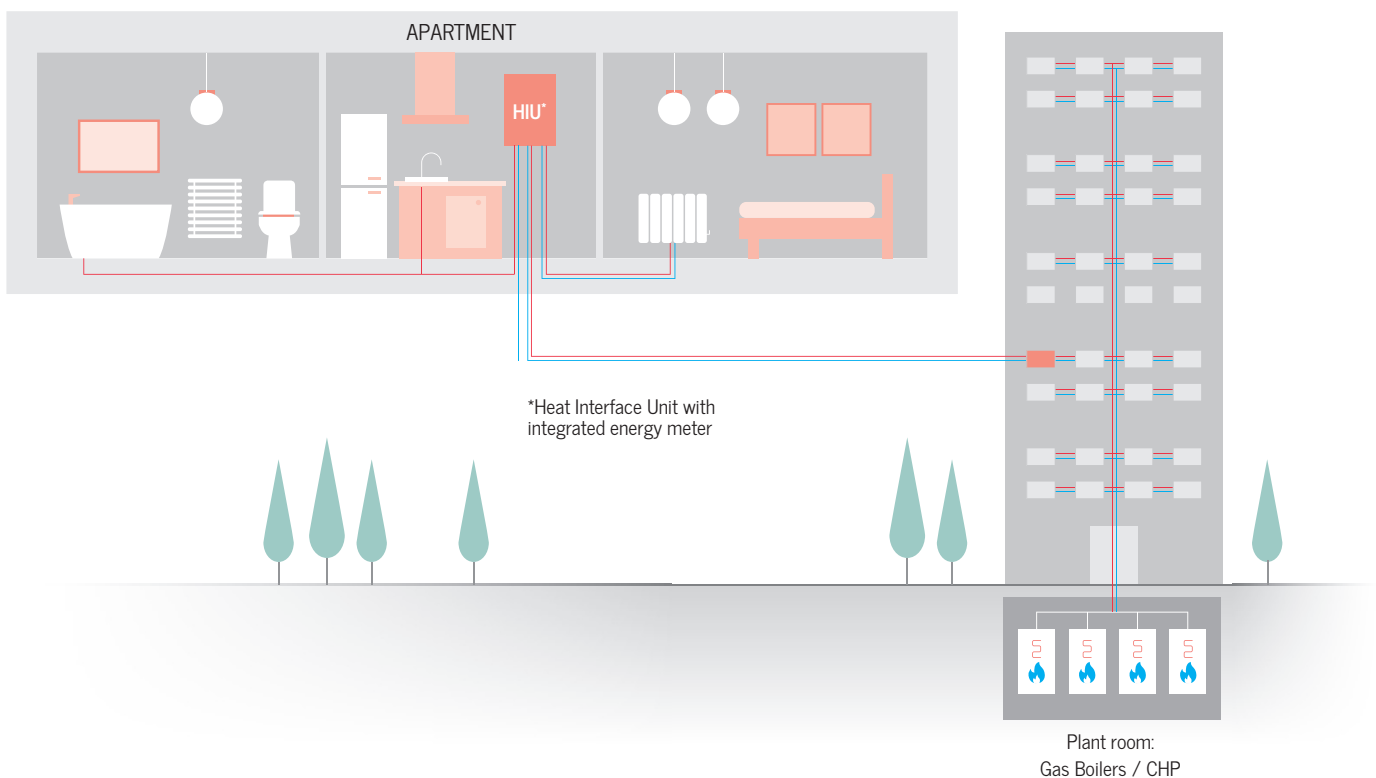 APARTMENT
HIU*
*Heat Interface Unit with
integrated energy meter
Plant room:
Gas Boilers / CHP